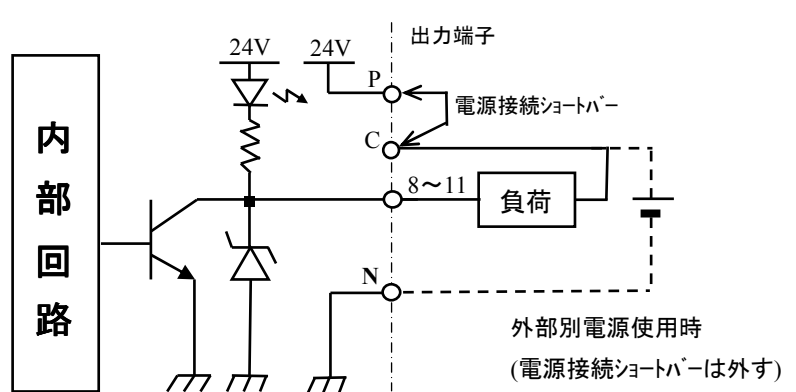 24V
24V
出力端子
P
電源接続ショートバー
C
内部回路
8～11
負荷
N
外部別電源使用時
(電源接続ショートバーは外す)